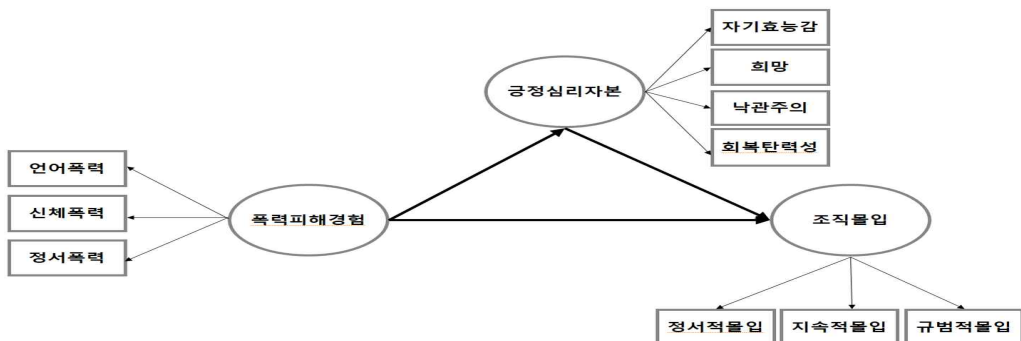 자기효능감
희망
긍정심리자본
낙관주의
회복탄력성
언어폭력
신체폭력
폭력피해경험
조직몰입
정서폭력
정서적몰입
지속적몰입
규범적몰입